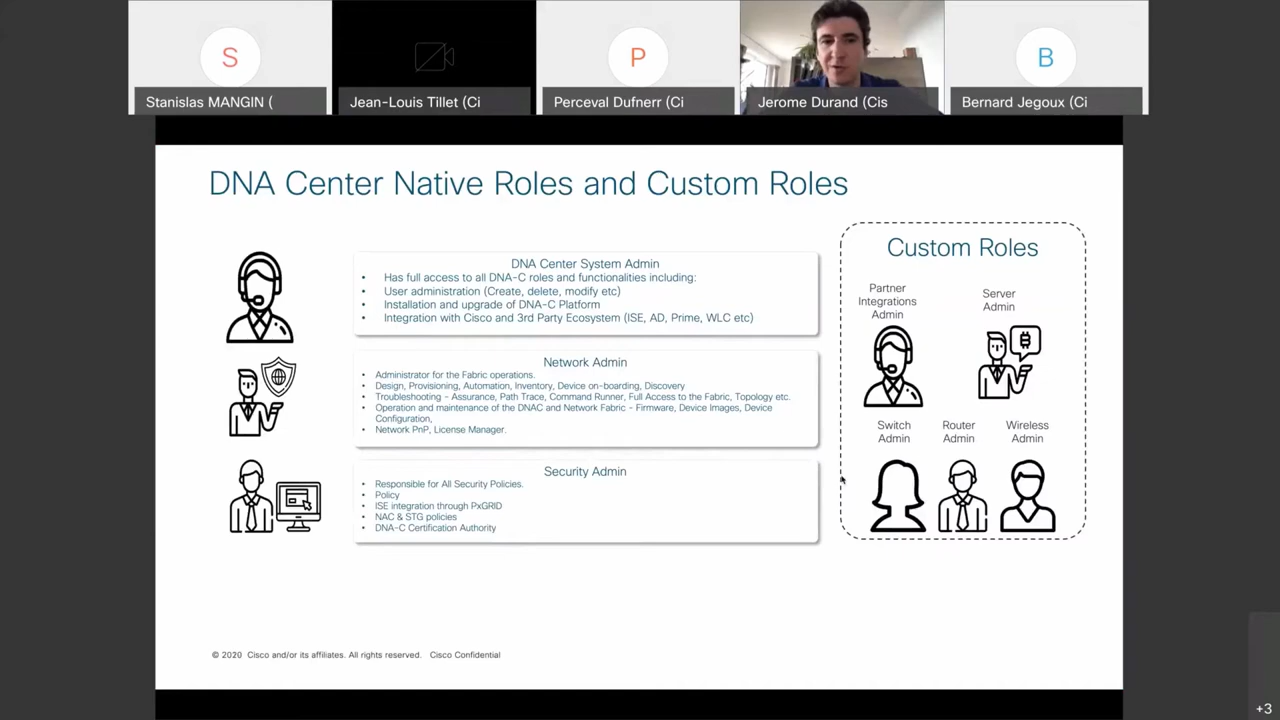 S
P
B
Stanislas MANGIN (
Jean-Louis Tillet (Ci
Perceval Dufnerr (Ci
Jerome Durand (Cis
Bernard Jegoux (Ci
DNA Center Native Roles and Custom Roles
DNA Center System Admin
• Has full access to all DNA-C roles and functionalities including:
• User administration (Create, delete, modify etc)
• Installation and upgrade of DNA-C Platform
• Integration with Cisco and 3rd Party Ecosystem (ISE, AD, Prime, WLC etc)
Network Admin
• Administrator for the Fabric operations.
• Design, Provisioning, Automation, Inventory, Device on-boarding, Discovery
• Troubleshooting - Assurance, Path Trace, Command Runner, Full Access to the Fabric, Topology etc.
• Operation and maintenance of the DNAC and Network Fabric - Firmware, Device Images, Device
Configuration,
• Network PnP, License Manager.
Security Admin
• Responsible for All Security Policies.
• Policy
• ISE integration through PxGRID
• NAC & STG policies
• DNA-C Certification Authority
Custom Roles
Partner
Integrations
Admin
Server
Admin
Switch
Admin
Router
Admin
Wireless
Admin
© 2020 Cisco and/or its affiliates. All rights reserved. Cisco Confidential
+3